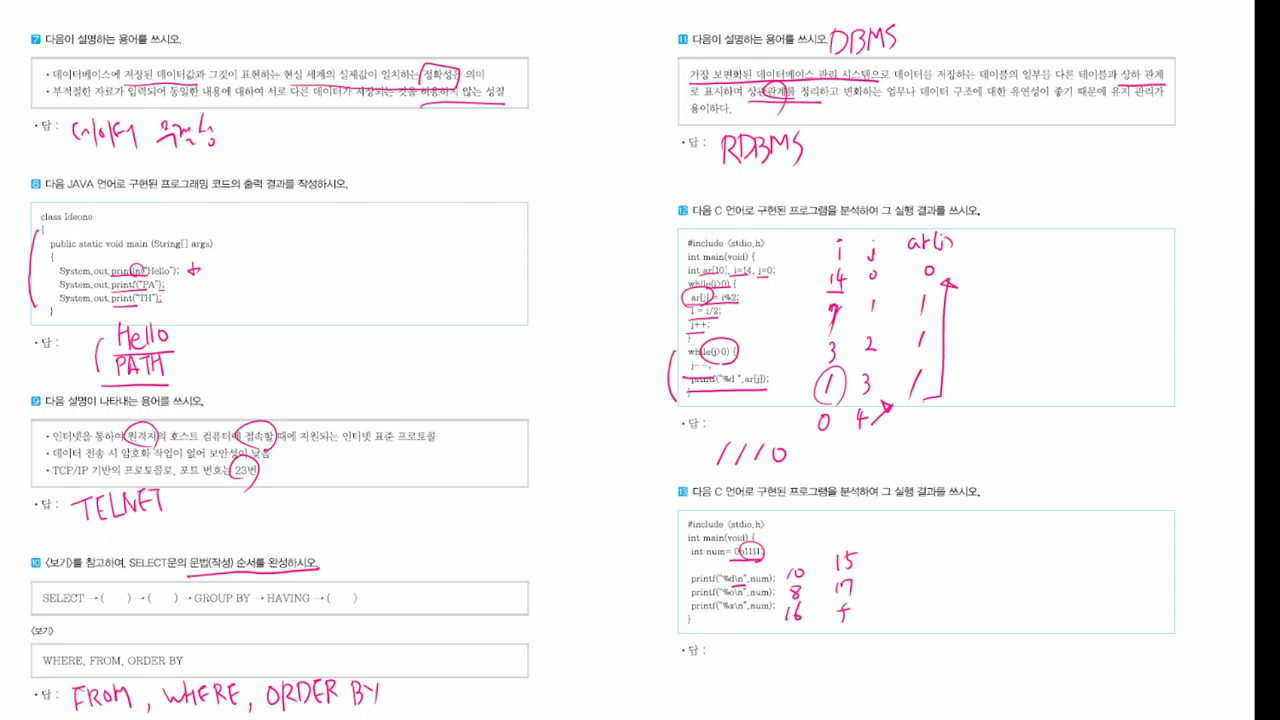 7 다음이 설명하는 용어를 쓰시오.
• 데이터베이스에 저장된 데이터값과 그것이 표현하는 현실 세계의 실제값이 일치하는 정확성을 의미
• 부적절한 자료가 입력되어 동일한 내용에 대하여 서로 다른 데이터가 저장되는 것을 허용하지 않는 성질
• 답 : 데이터 무결성
8 다음 JAVA 언어로 구현된 프로그래밍 코드의 출력 결과를 작성하시오.
class Ideone
{
public static void main (String[] args)
{
System.out.println("Hello");
System.out.printf("PA");
System.out.print("TH");
}
• 답 : Hello
PATH
9 다음 설명이 나타내는 용어를 쓰시오.
• 인터넷을 통하여 원격지의 호스트 컴퓨터에 접속할 때에 지원되는 인터넷 표준 프로토콜
• 데이터 전송 시 암호화 작업이 없어 보안성이 낮음
• TCP/IP 기반의 프로토콜로, 포트 번호는 23번
• 답 : TELNET
10 〈보기〉를 참고하여, SELECT문의 문법(작성) 순서를 완성하시오.
SELECT →( ) →( ) →GROUP BY →HAVING →( )
〈보기〉
WHERE, FROM, ORDER BY
• 답 : FROM, WHERE, ORDER BY
11 다음이 설명하는 용어를 쓰시오. DBMS
가장 보편화된 데이터베이스 관리 시스템으로 데이터를 저장하는 테이블의 일부를 다른 테이블과 상하 관계
로 표시하며 상관관계를 정리하고 변화하는 업무나 데이터 구조에 대한 유연성이 좋기 때문에 유지 관리가
용이하다.
• 답 : RDBMS
12 다음 C 언어로 구현된 프로그램을 분석하여 그 실행 결과를 쓰시오.
#include <stdio.h>
int main(void) {
int ar[10], i=14, j=0;
while(i>0) {
ar[j] = i%2;
i = i/2;
j++;
}
while(j>0) {
j--;
printf("%d ",ar[j]);
}
i j ar(j)
14 0 0
7 1 1
3 2 1
1 3 1
0 4
• 답 :
1110
13 다음 C 언어로 구현된 프로그램을 분석하여 그 실행 결과를 쓰시오.
#include <stdio.h>
int main(void) {
int num= 0b1111;
printf("%d\n",num); 10 15
printf("%o\n",num); 8 17
printf("%x\n",num); 16 f
}
• 답 :